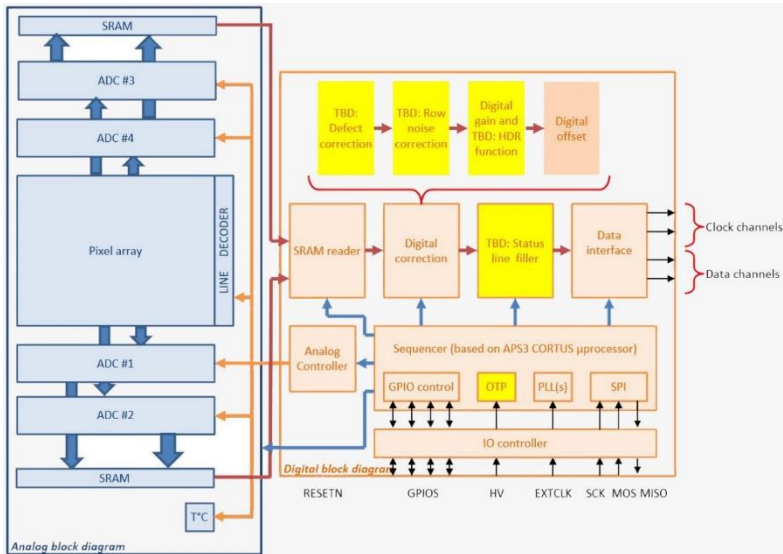 SRAM
ADC #3
ADC #4
Pixel array
LINE DECODER
ADC #1
ADC #2
SRAM
T°C
Analog block diagram
TBD:
Defect
correction
TBD: Row
noise
correction
Digital
gain and
TBD: HDR
function
Digital
offset
SRAM reader
Digital
correction
TBD: Status
line filler
Data
interface
Clock channels
Data channels
Analog
Controller
Sequencer (based on APS3 CORTUS µprocessor)
GPIO control
OTP
PLL(s)
SPI
IO controller
Digital block diagram
RESETN
GPIOS
HV
EXTCLK
SCK
MOS
MISO